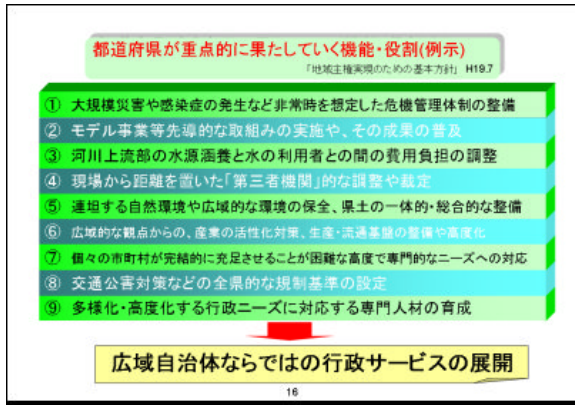 都道府県が重点的に果たしていく機能・役割(例示)
「地域主権実現のための基本方針」 H19.7
① 大規模災害や感染症の発生など非常時を想定した危機管理体制の整備
② モデル事業等先導的な取組みの実施や、その成果の普及
③ 河川上流部の水源涵養と水の利用者との間の費用負担の調整
④ 現場から距離を置いた「第三者機関」的な調整や裁定
⑤ 連坦する自然環境や広域的な環境の保全、県土の一体的・総合的な整備
⑥ 広域的な観点からの、産業の活性化対策、生産・流通基盤の整備や高度化
⑦ 個々の市町村が完結的に充足させることが困難な高度で専門的なニーズへの対応
⑧ 交通公害対策などの全県的な規制基準の設定
⑨ 多様化・高度化する行政ニーズに対応する専門人材の育成
広域自治体ならではの行政サービスの展開
16